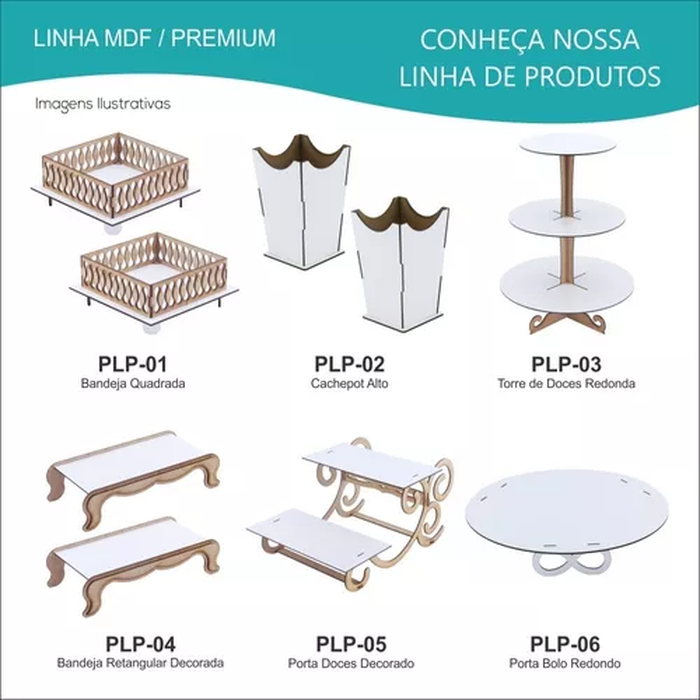 LINHA MDF / PREMIUM
CONHEÇA NOSSA
LINHA DE PRODUTOS
Imagens Ilustrativas
PLP-01
Bandeja Quadrada
PLP-02
Cachepot Alto
PLP-03
Torre de Doces Redonda
PLP-04
Bandeja Retangular Decorada
PLP-05
Porta Doces Decorado
PLP-06
Porta Bolo Redondo